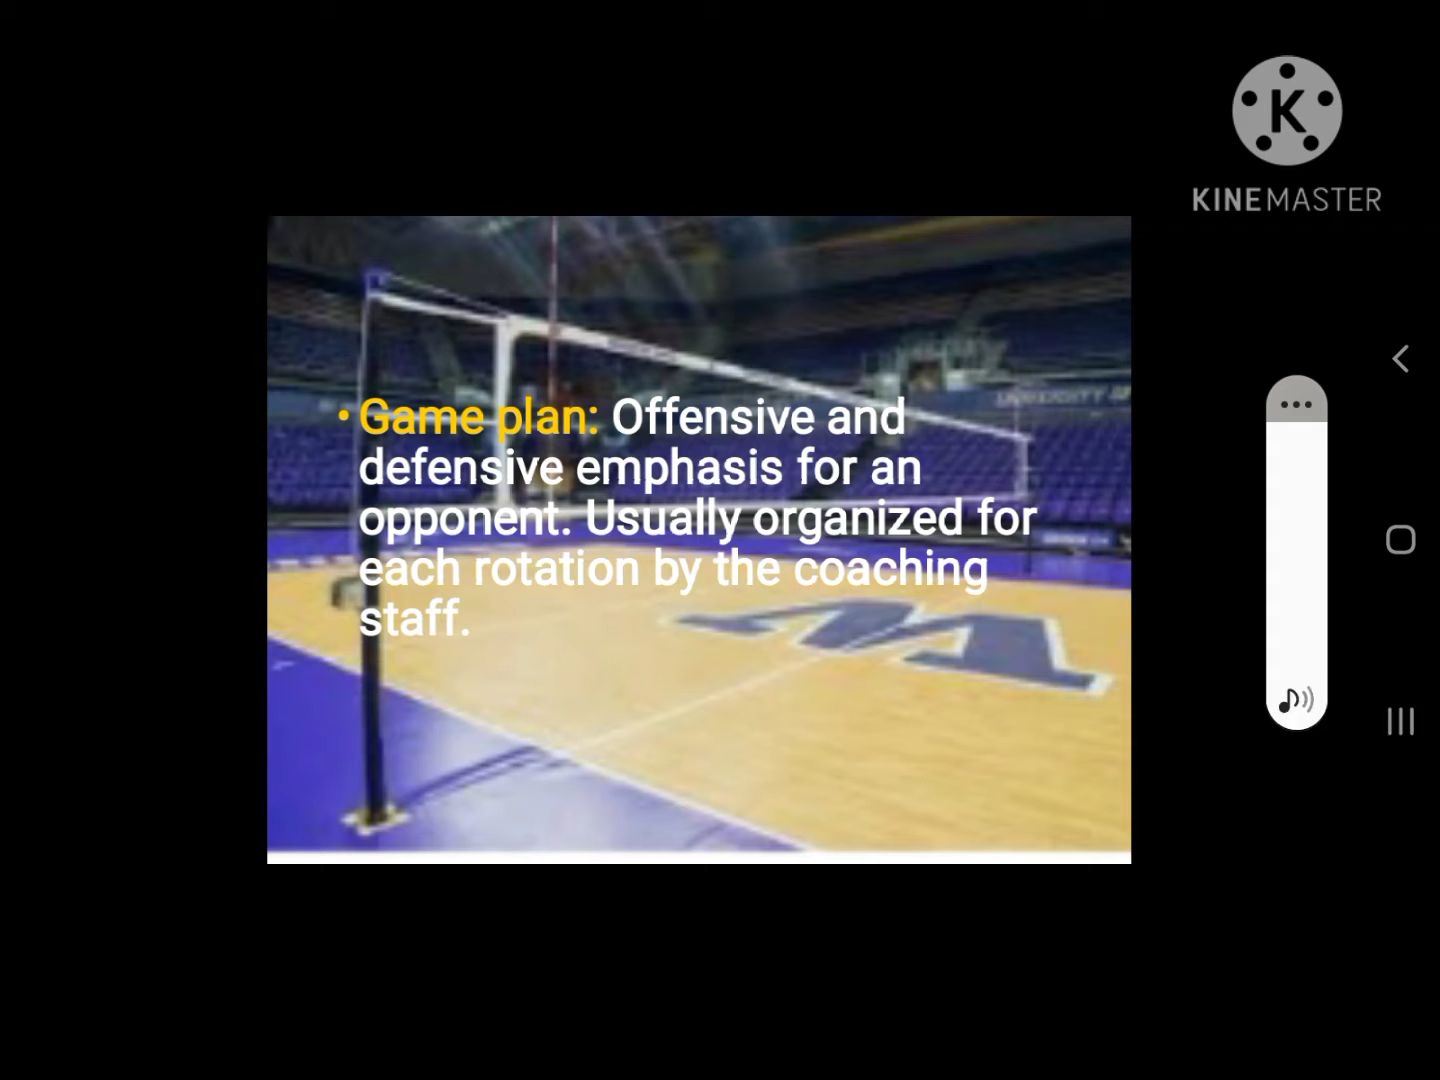 K
KINEMASTER
UNIVERSITY
• Game plan: Offensive and
defensive emphasis for an
opponent. Usually organized for
each rotation by the coaching
staff.
W